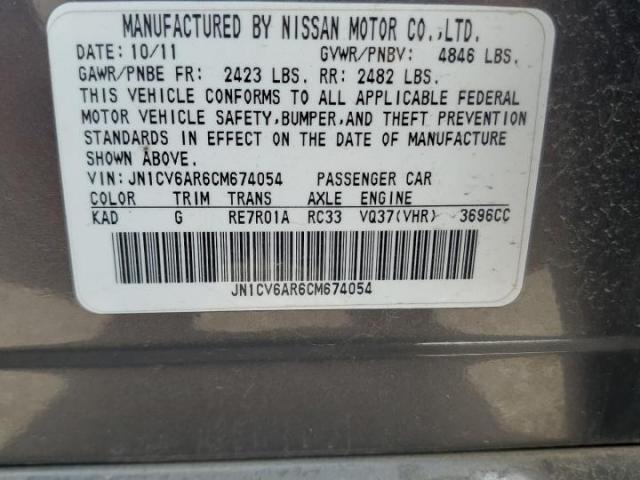 MANUFACTURED BY NISSAN MOTOR CO.,LTD.
DATE: 10/11 GVWR/PNBV: 4846 LBS.
GAWR/PNBE FR: 2423 LBS. RR: 2482 LBS.
THIS VEHICLE CONFORMS TO ALL APPLICABLE FEDERAL
MOTOR VEHICLE SAFETY,BUMPER,AND THEFT PREVENTION
STANDARDS IN EFFECT ON THE DATE OF MANUFACTURE
SHOWN ABOVE.
VIN: JN1CV6AR6CM674054 PASSENGER CAR
COLOR TRIM TRANS AXLE ENGINE
KAD G RE7R01A RC33 VQ37(VHR) 3696CC
JN1CV6AR6CM674054